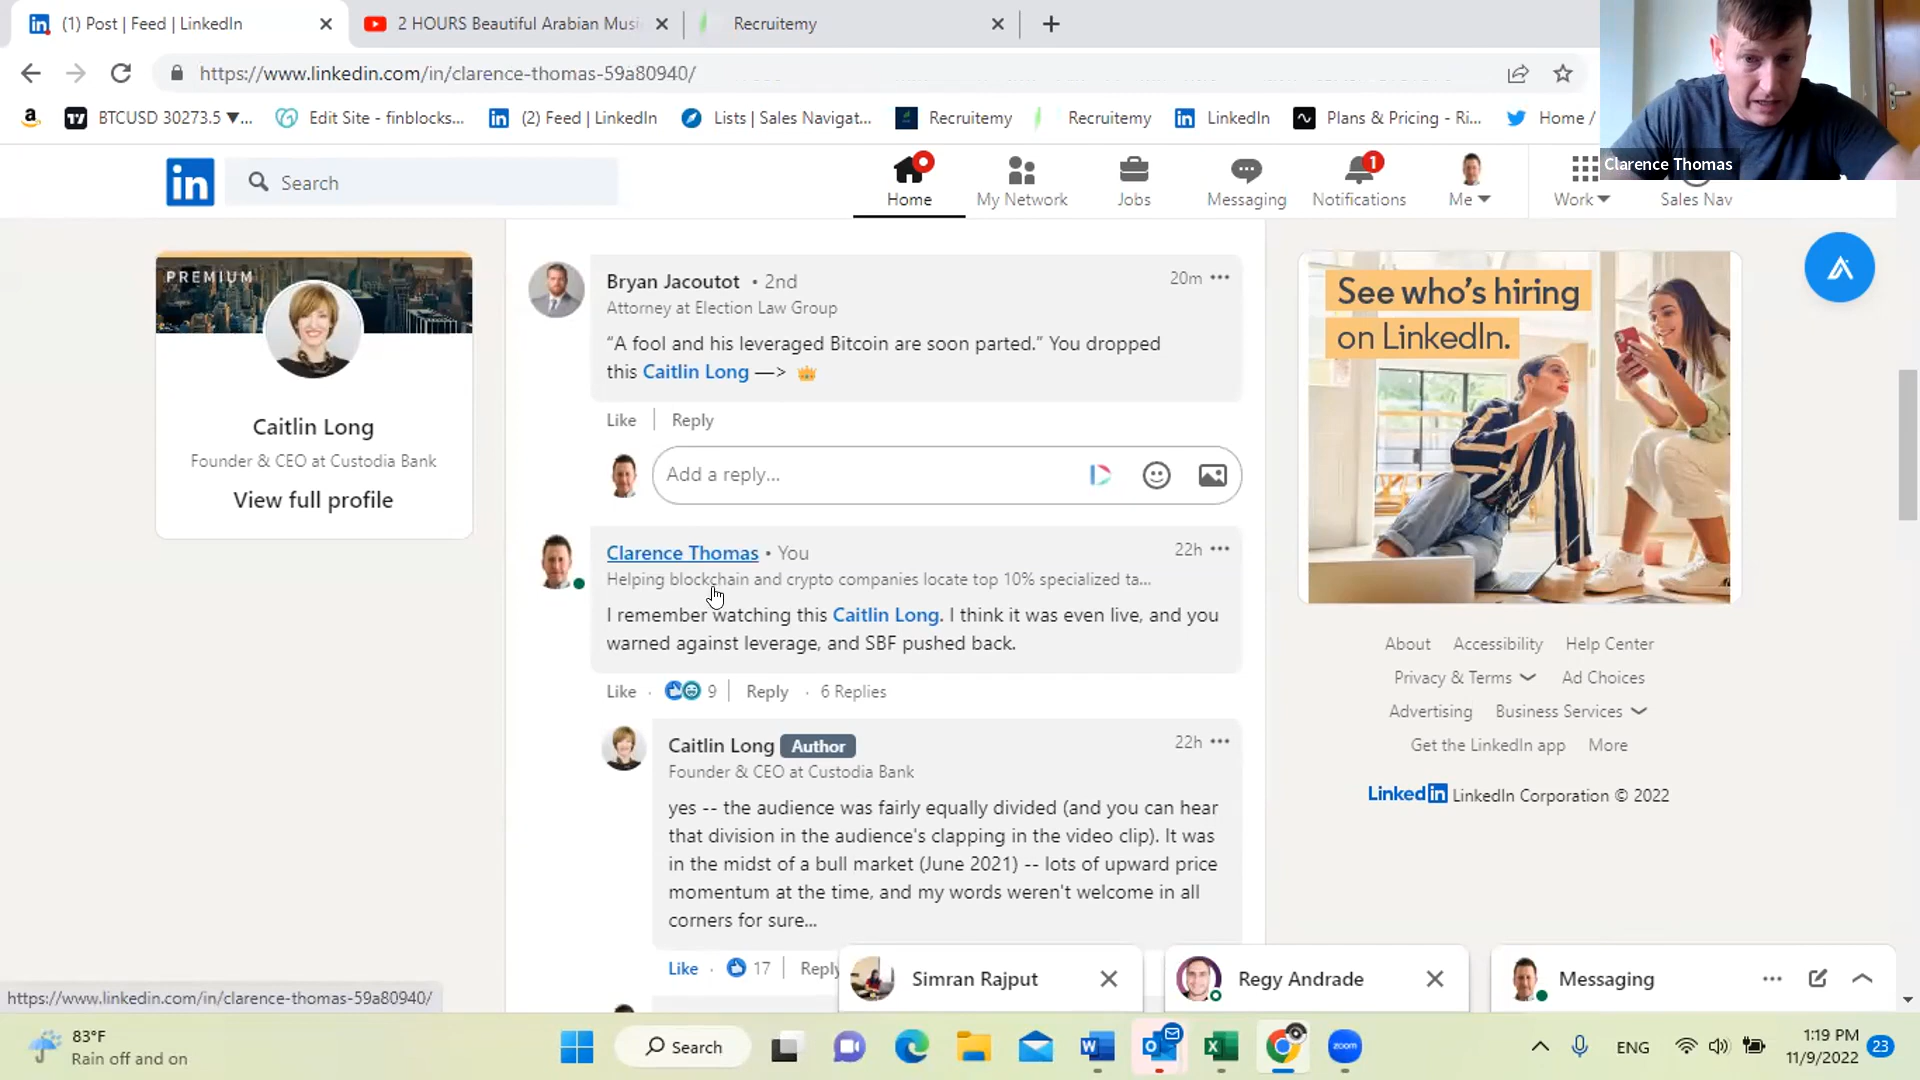 (1) Post | Feed | LinkedIn
2 HOURS Beautiful Arabian Musi
Recruitemy
https://www.linkedin.com/in/clarence-thomas-59a80940/
BTCUSD 30273.5 ▼...
Edit Site - finblocks...
(2) Feed | LinkedIn
Lists | Sales Navigat...
Recruitemy
Recruitemy
LinkedIn
Plans & Pricing - Ri...
Home /
Clarence Thomas
in
Search
Home
My Network
Jobs
Messaging
1
Notifications
Me
Work
Sales Nav
PREMIUM
Caitlin Long
Founder & CEO at Custodia Bank
View full profile
Bryan Jacoutot • 2nd
20m
Attorney at Election Law Group
“A fool and his leveraged Bitcoin are soon parted.” You dropped
this Caitlin Long —> 👑
Like | Reply
Add a reply...
Clarence Thomas • You
22h
Helping blockchain and crypto companies locate top 10% specialized ta...
I remember watching this Caitlin Long. I think it was even live, and you
warned against leverage, and SBF pushed back.
Like · 9 | Reply · 6 Replies
Caitlin Long Author
22h
Founder & CEO at Custodia Bank
yes -- the audience was fairly equally divided (and you can hear
that division in the audience's clapping in the video clip). It was
in the midst of a bull market (June 2021) -- lots of upward price
momentum at the time, and my words weren't welcome in all
corners for sure...
Like · 17 | Reply
See who’s hiring
on LinkedIn.
About Accessibility Help Center
Privacy & Terms Ad Choices
Advertising Business Services
Get the LinkedIn app More
LinkedIn LinkedIn Corporation © 2022
Simran Rajput
Regy Andrade
Messaging
https://www.linkedin.com/in/clarence-thomas-59a80940/
83°F
Rain off and on
Search
zoom
ENG
1:19 PM
11/9/2022
23